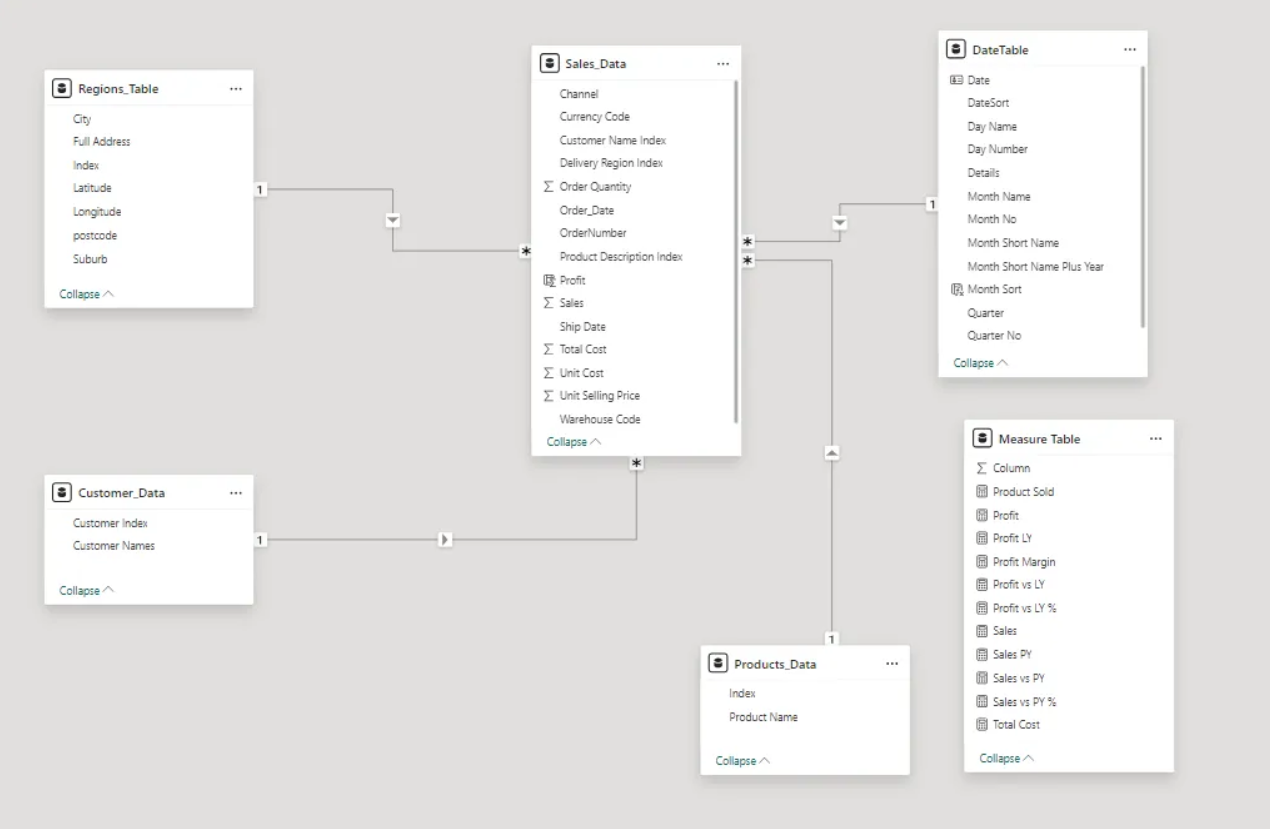 Regions_Table
...
City
Full Address
Index
Latitude
Longitude
postcode
Suburb
Collapse
1
*
Sales_Data
...
Channel
Currency Code
Customer Name Index
Delivery Region Index
Σ Order Quantity
Order_Date
OrderNumber
Product Description Index
Profit
Σ Sales
Ship Date
Σ Total Cost
Σ Unit Cost
Σ Unit Selling Price
Warehouse Code
Collapse
*
*
*
1
DateTable
...
Date
DateSort
Day Name
Day Number
Details
Month Name
Month No
Month Short Name
Month Short Name Plus Year
Month Sort
Quarter
Quarter No
Collapse
Customer_Data
...
Customer Index
Customer Names
Collapse
1
1
Products_Data
...
Index
Product Name
Collapse
Measure Table
...
Σ Column
Product Sold
Profit
Profit LY
Profit Margin
Profit vs LY
Profit vs LY %
Sales
Sales PY
Sales vs PY
Sales vs PY %
Total Cost
Collapse